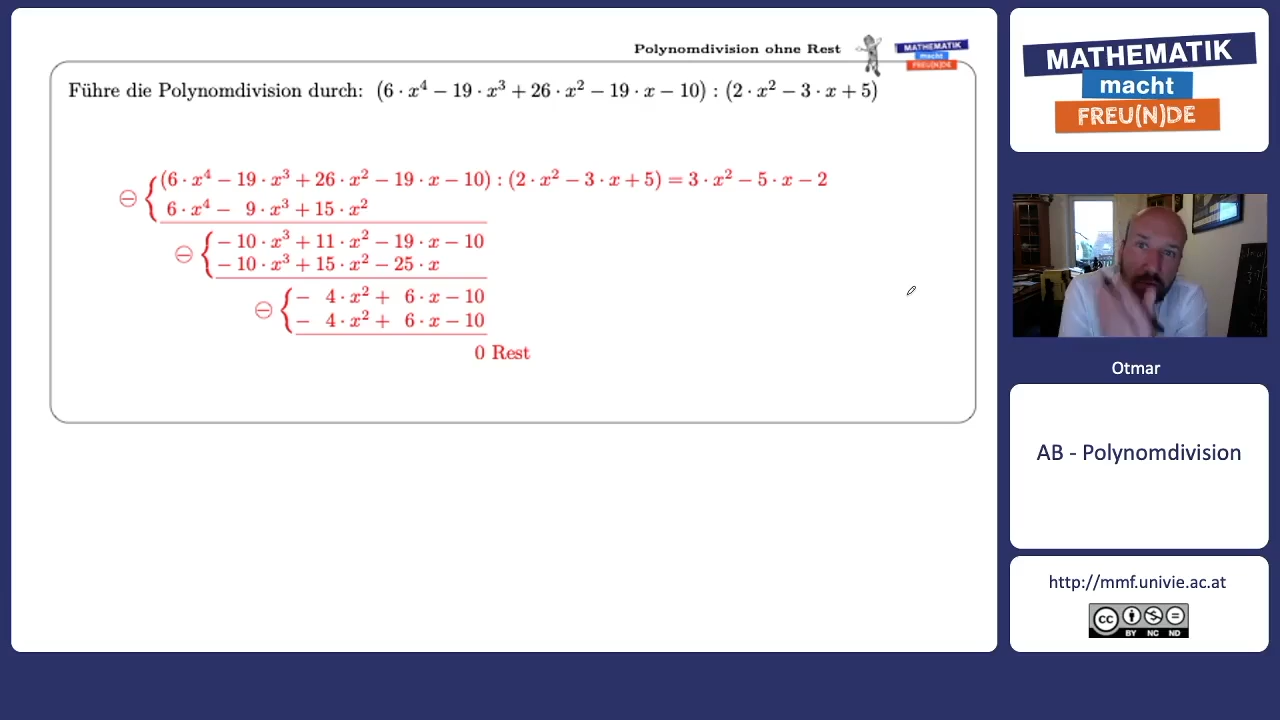 Polynomdivision ohne Rest
MATHEMATIK
macht
FREU(N)DE
Führe die Polynomdivision durch: (6 · x⁴ − 19 · x³ + 26 · x² − 19 · x − 10) : (2 · x² − 3 · x + 5)
⊖ { (6 · x⁴ − 19 · x³ + 26 · x² − 19 · x − 10) : (2 · x² − 3 · x + 5) = 3 · x² − 5 · x − 2
6 · x⁴ − 9 · x³ + 15 · x²
⊖ { − 10 · x³ + 11 · x² − 19 · x − 10
− 10 · x³ + 15 · x² − 25 · x
⊖ { − 4 · x² + 6 · x − 10
− 4 · x² + 6 · x − 10
0 Rest
MATHEMATIK
macht
FREU(N)DE
Otmar
AB - Polynomdivision
http://mmf.univie.ac.at
cc
BY NC ND